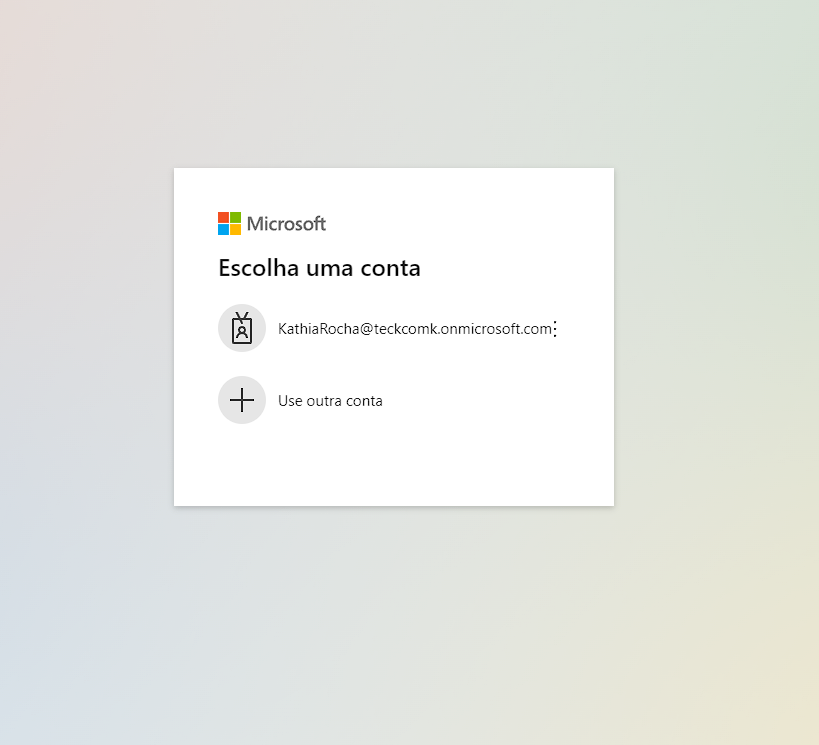 Microsoft
Escolha uma conta
KathiaRocha@teckcomk.onmicrosoft.com
Use outra conta